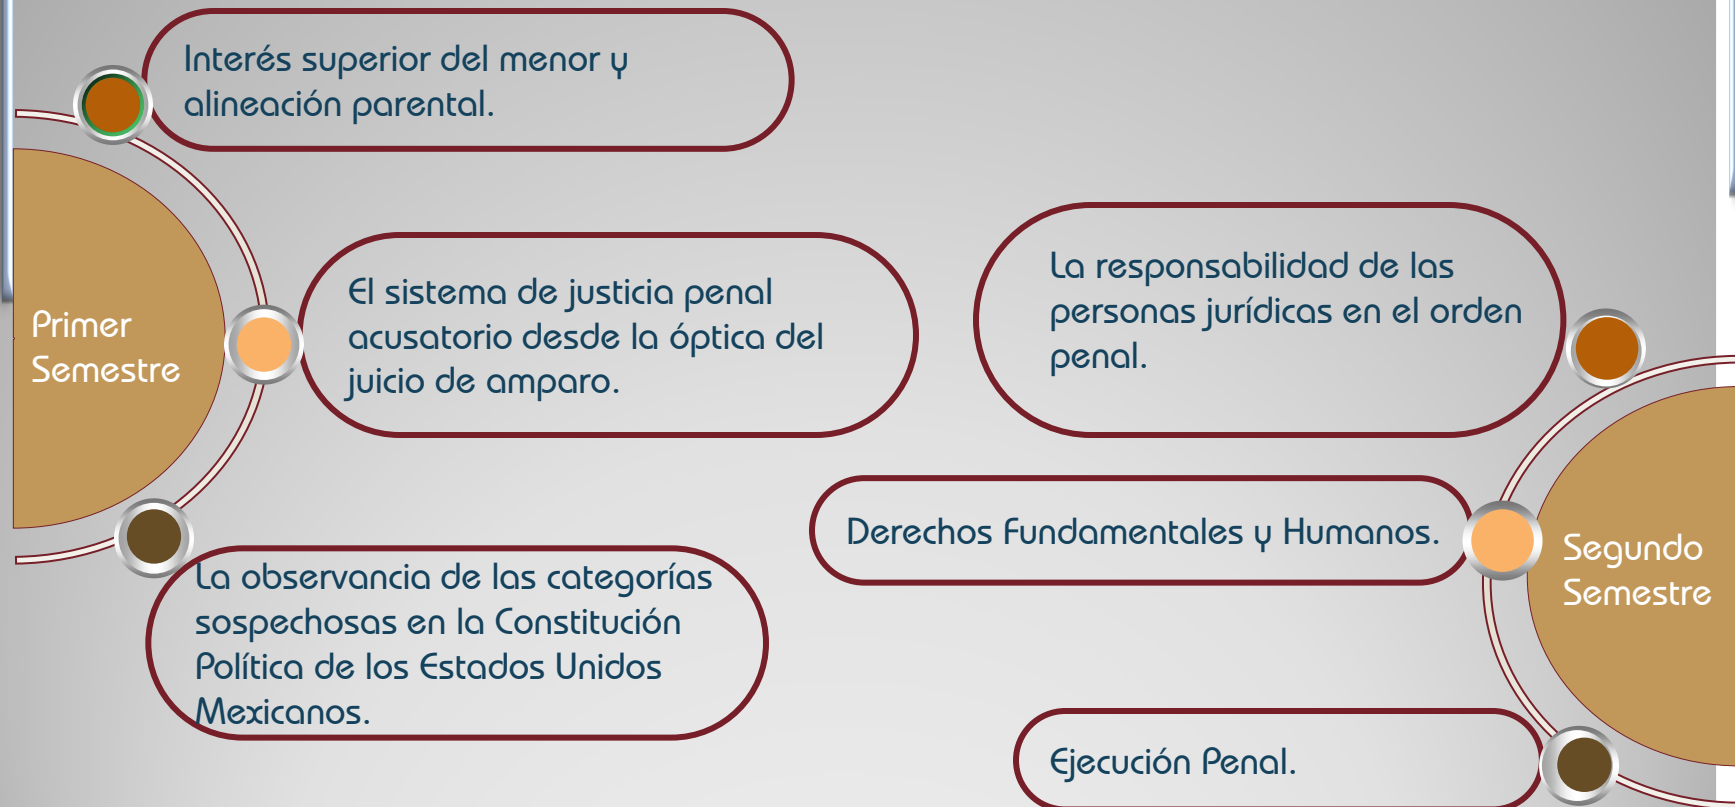 Interés superior del menor y
alineación parental.
Primer
Semestre
El sistema de justicia penal
acusatorio desde la óptica del
juicio de amparo.
La observancia de las categorías
sospechosas en la Constitución
Política de los Estados Unidos
Mexicanos.
La responsabilidad de las
personas jurídicas en el orden
penal.
Derechos Fundamentales y Humanos.
Segundo
Semestre
Ejecución Penal.